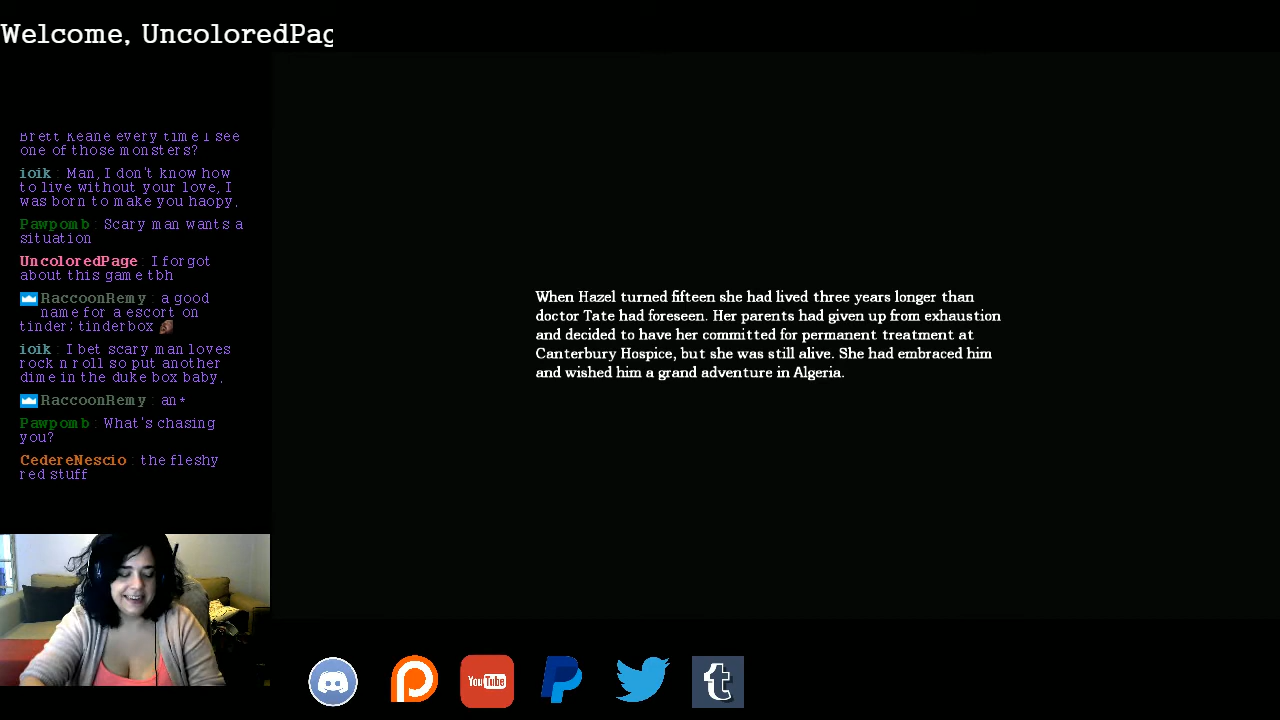 Welcome, UncoloredPag
Brett Keane every time I see
one of those monsters?
ioik : Man, I don't know how
to live without your love, I
was born to make you haopy.
Pawpomb : Scary man wants a
situation
UncoloredPage : I forgot
about this game tbh
RaccoonRemy : a good
name for a escort on
tinder; tinderbox
ioik : I bet scary man loves
rock n roll so put another
dime in the duke box baby.
RaccoonRemy : an*
Pawpomb : What's chasing
you?
CedereNescio : the fleshy
red stuff
When Hazel turned fifteen she had lived three years longer than
doctor Tate had foreseen. Her parents had given up from exhaustion
and decided to have her committed for permanent treatment at
Canterbury Hospice, but she was still alive. She had embraced him
and wished him a grand adventure in Algeria.
YouTube